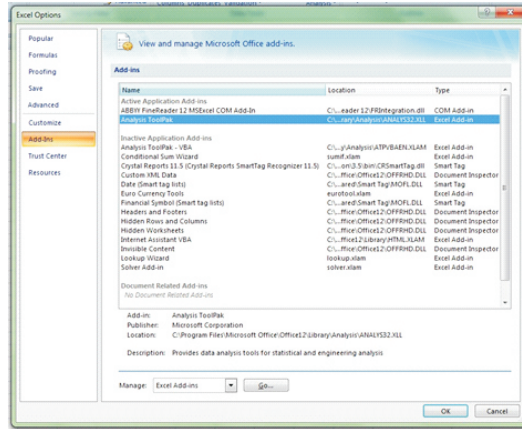 Advanced Columns Duplicates Validation Analysis
Excel Options
Popular
Formulas
Proofing
Save
Advanced
Customize
Add-Ins
Trust Center
Resources
View and manage Microsoft Office add-ins.
Add-ins
Name Location Type
Active Application Add-ins
ABBYY FineReader 12 MSExcel COM Add-In C:\...eader 12\FRIntegration.dll COM Add-in
Analysis ToolPak C:\...rary\Analysis\ANALYS32.XLL Excel Add-in
Inactive Application Add-ins
Analysis ToolPak - VBA C:\...y\Analysis\ATPVBAEN.XLAM Excel Add-in
Conditional Sum Wizard sumif.xlam Excel Add-in
Crystal Reports 11.5 (Crystal Reports SmartTag Recognizer 11.5) C:\...on\3.5\bin\CRSmartTag.dll Smart Tag
Custom XML Data C:\...ffice\Office12\OFFRHD.DLL Document Inspector
Date (Smart tag lists) C:\...ared\Smart Tag\MOFL.DLL Smart Tag
Euro Currency Tools eurotool.xlam Excel Add-in
Financial Symbol (Smart tag lists) C:\...ared\Smart Tag\MOFL.DLL Smart Tag
Headers and Footers C:\...ffice\Office12\OFFRHD.DLL Document Inspector
Hidden Rows and Columns C:\...ffice\Office12\OFFRHD.DLL Document Inspector
Hidden Worksheets C:\...ffice\Office12\OFFRHD.DLL Document Inspector
Internet Assistant VBA C:\...ffice12\Library\HTML.XLAM Excel Add-in
Invisible Content C:\...ffice\Office12\OFFRHD.DLL Document Inspector
Lookup Wizard lookup.xlam Excel Add-in
Solver Add-in solver.xlam Excel Add-in
Document Related Add-ins
No Document Related Add-ins
Add-in: Analysis ToolPak
Publisher: Microsoft Corporation
Location: C:\Program Files\Microsoft Office\Office12\Library\Analysis\ANALYS32.XLL
Description: Provides data analysis tools for statistical and engineering analysis
Manage: Excel Add-ins Go...
OK Cancel